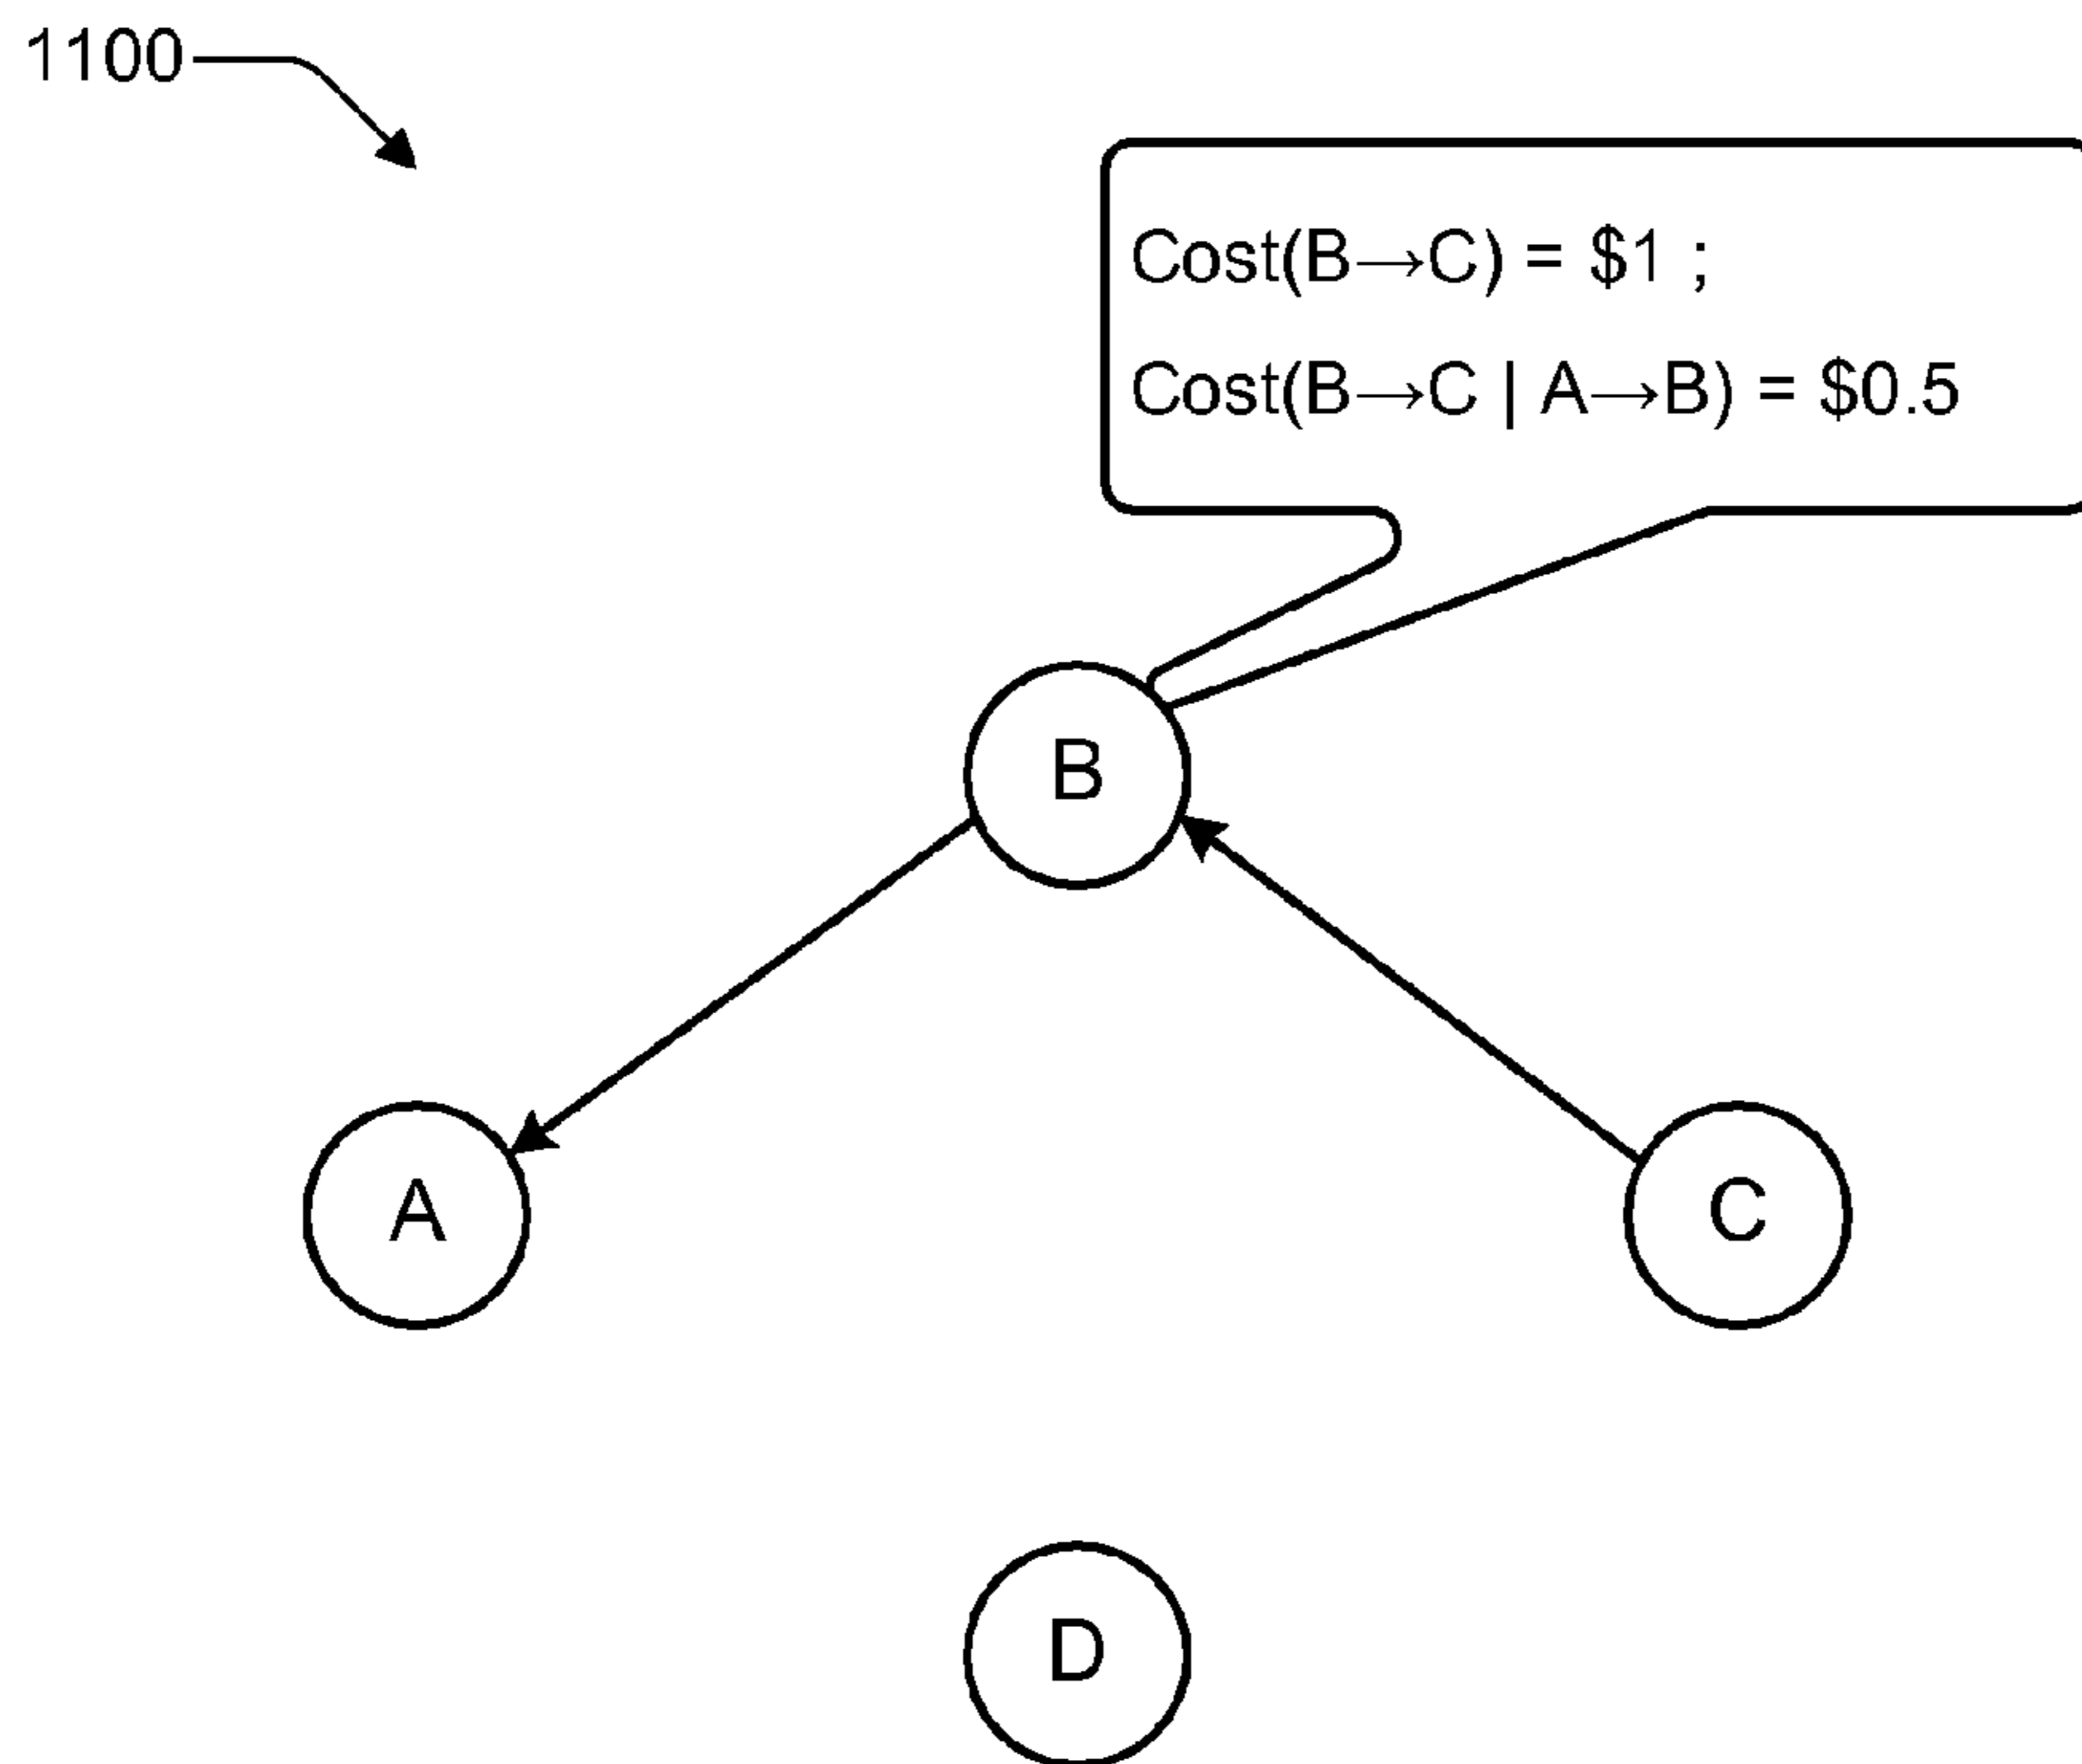 1100
Cost(B→C) = $1 ;
Cost(B→C | A→B) = $0.5
B
A
C
D